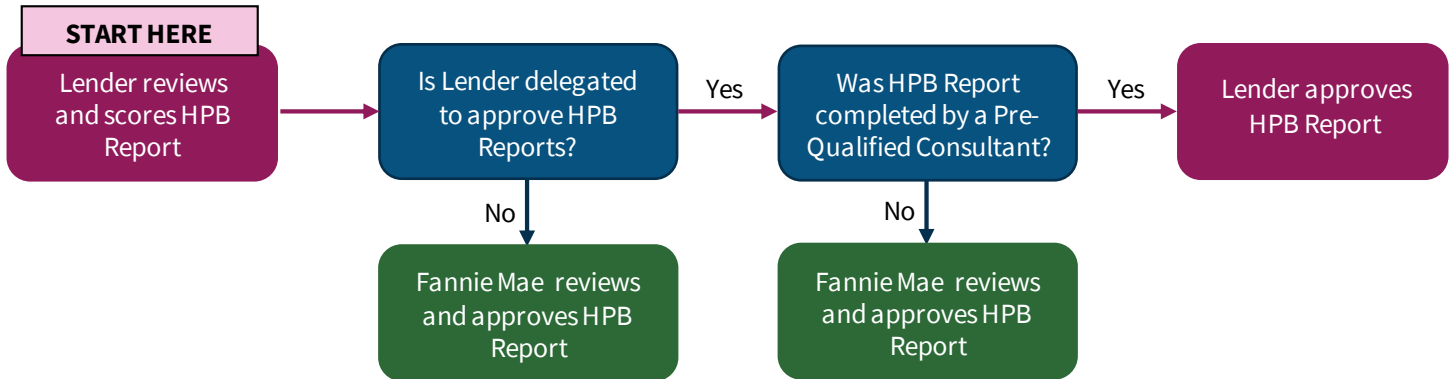 START HERE
Lender reviews
and scores HPB
Report
Is Lender delegated
to approve HPB
Reports?
Yes
Was HPB Report
completed by a Pre-
Qualified Consultant?
Yes
Lender approves
HPB Report
No
Fannie Mae reviews
and approves HPB
Report
No
Fannie Mae reviews
and approves HPB
Report